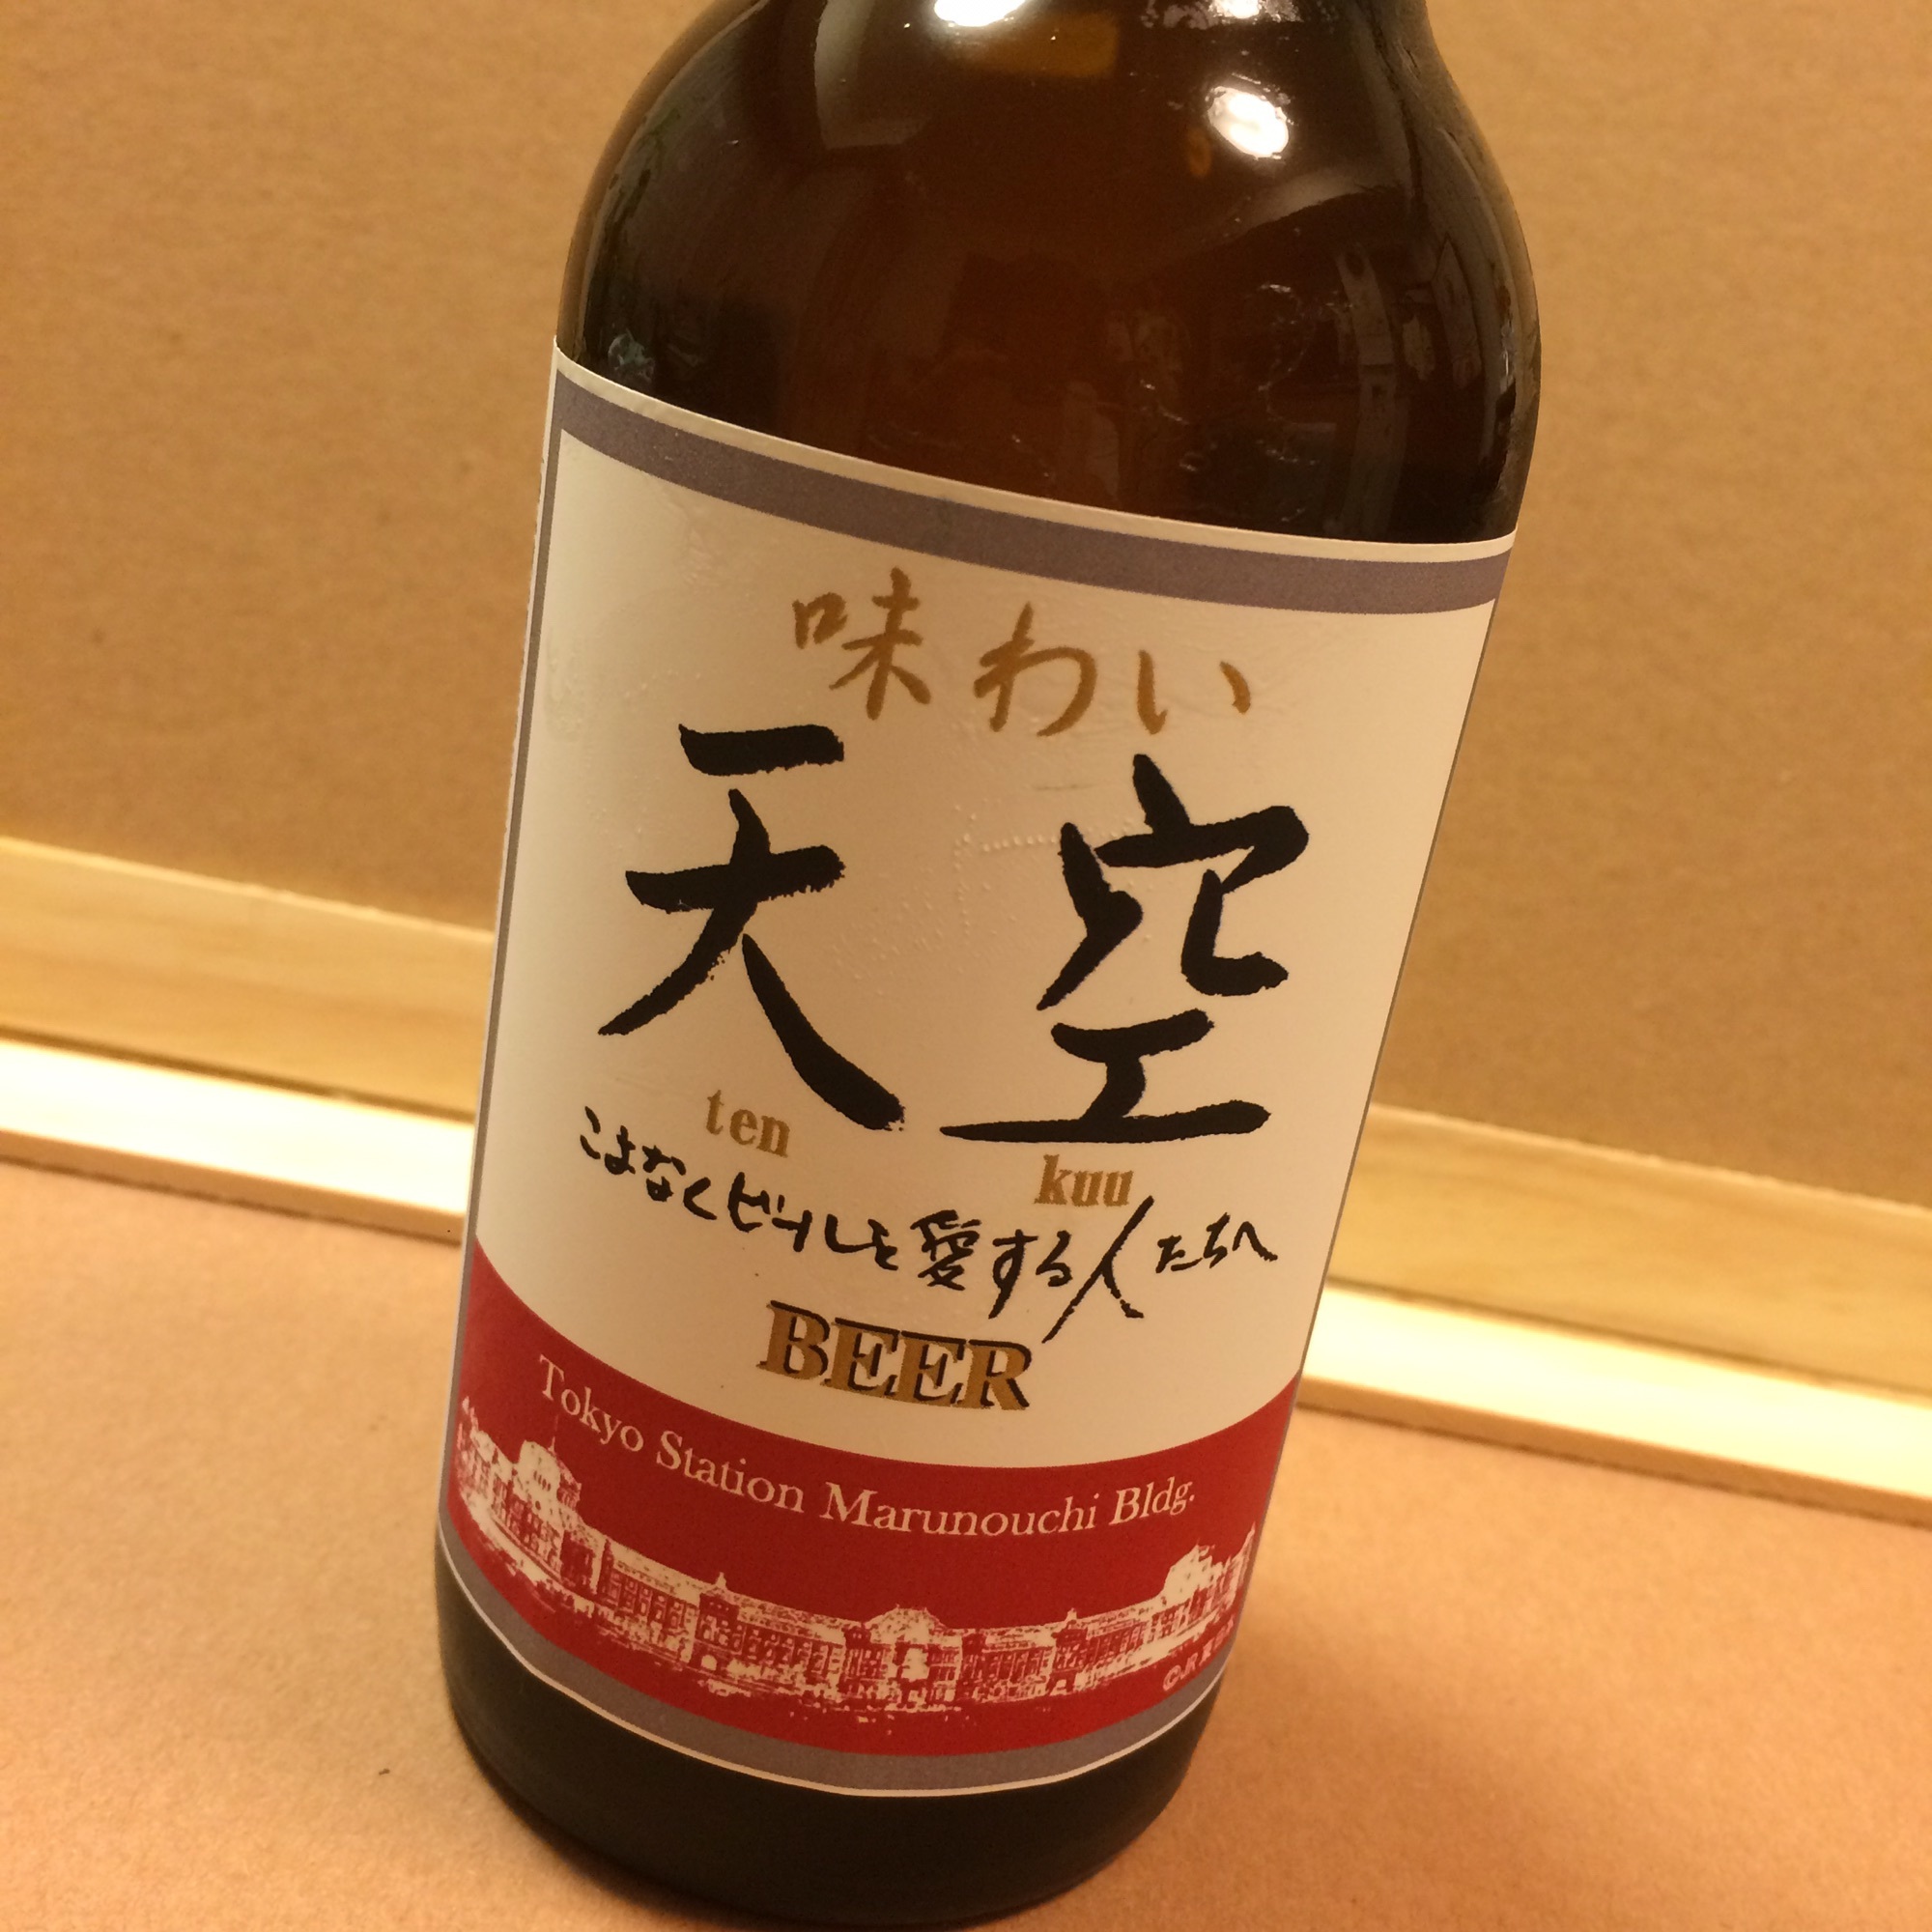 味わい
天空
ten kuu
こよなくビールを愛する人たちへ
BEER
Tokyo Station Marunouchi Bldg.
©JR